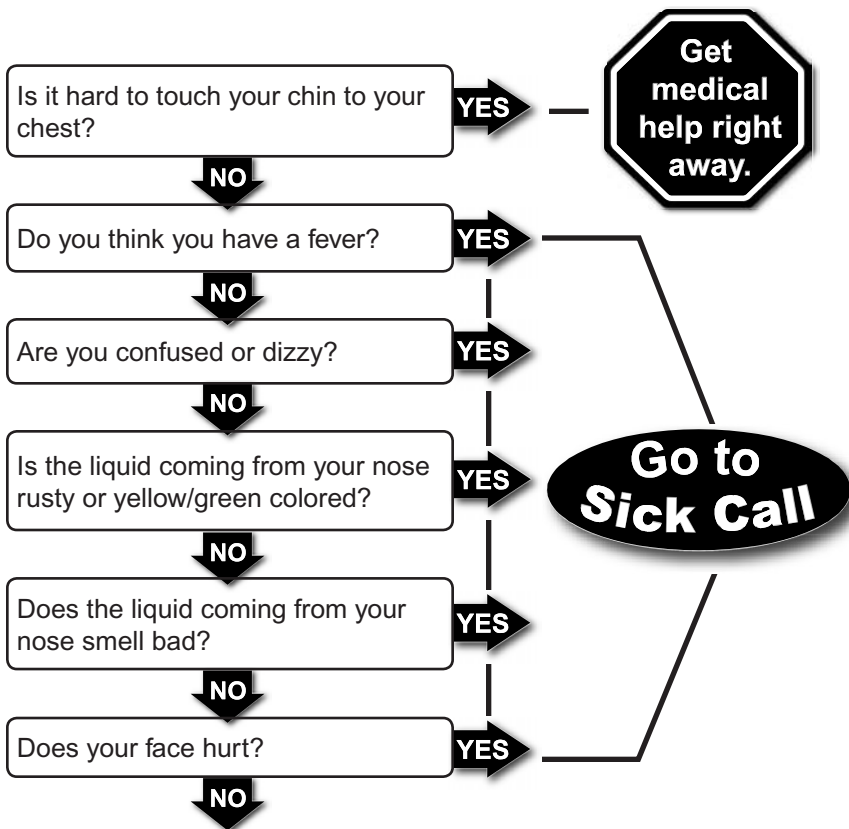 Get
medical
help right
away.
Is it hard to touch your chin to your
chest?
YES
NO
Do you think you have a fever?
YES
NO
Are you confused or dizzy?
YES
NO
Is the liquid coming from your nose
rusty or yellow/green colored?
YES
Go to
Sick Call
NO
Does the liquid coming from your
nose smell bad?
YES
NO
Does your face hurt?
YES
NO